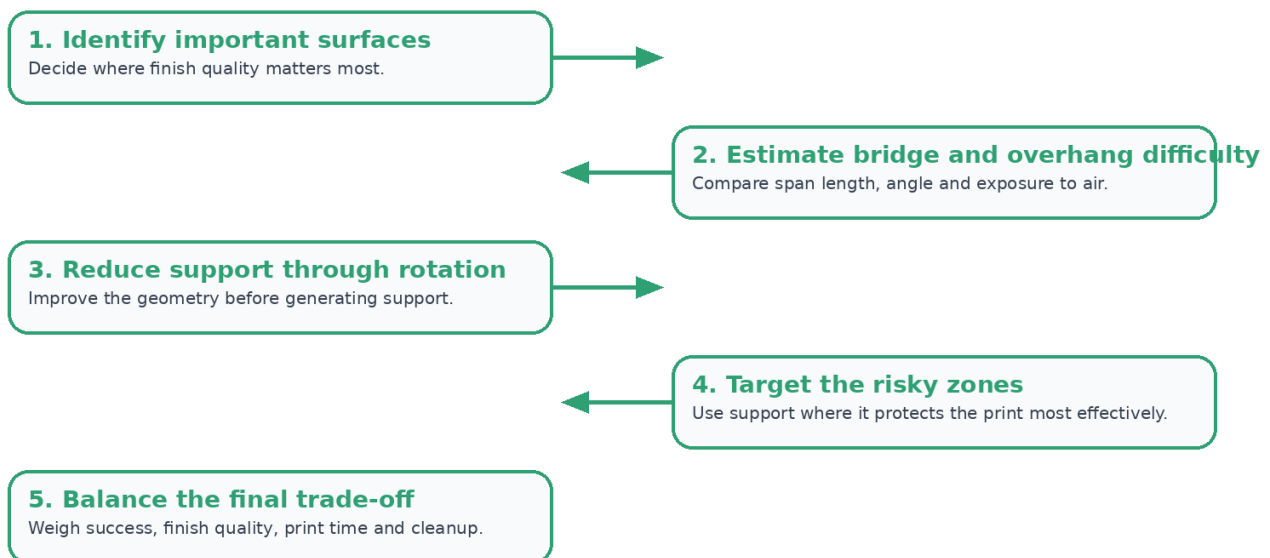 1. Identify important surfaces
Decide where finish quality matters most.
2. Estimate bridge and overhang difficulty
Compare span length, angle and exposure to air.
3. Reduce support through rotation
Improve the geometry before generating support.
4. Target the risky zones
Use support where it protects the print most effectively.
5. Balance the final trade-off
Weigh success, finish quality, print time and cleanup.